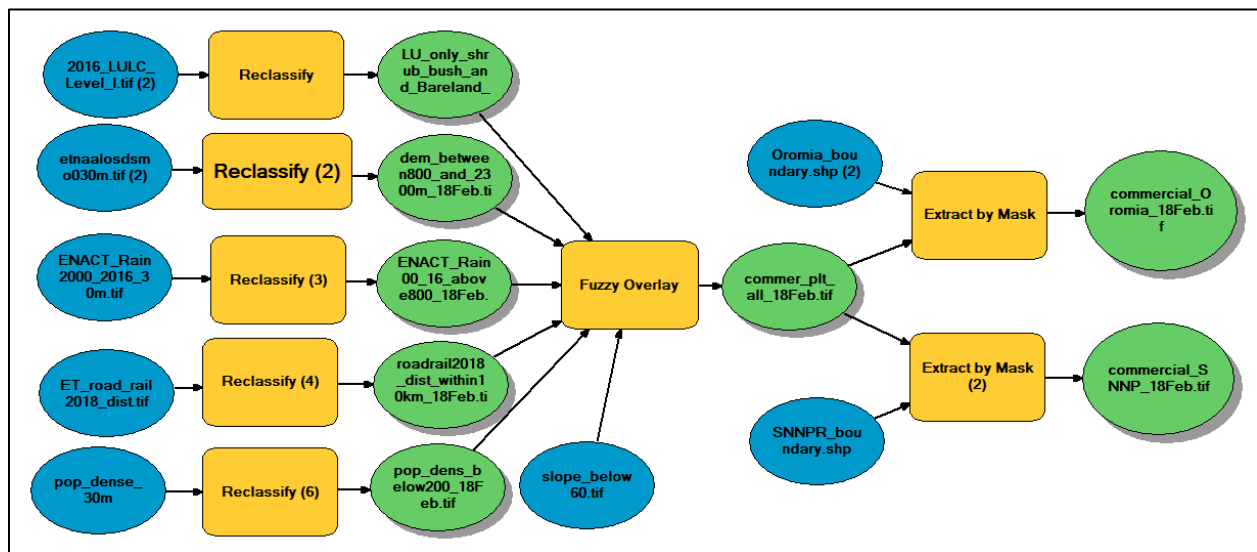 2016_LULC_
Level_I.tif (2)
Reclassify
LU_only_shr
ub_bush_an
d_Bareland_
etnaalosdsm
o030m.tif (2)
Reclassify (2)
dem_betwee
n800_and_23
00m_18Feb.ti
ENACT_Rain
2000_2016_3
0m.tif
Reclassify (3)
ENACT_Rain
00_16_abov
e800_18Feb.
ET_road_rail
2018_dist.tif
Reclassify (4)
roadrail2018
_dist_within1
0km_18Feb.ti
pop_dense_
30m
Reclassify (6)
pop_dens_b
elow200_18F
eb.tif
slope_below
60.tif
Fuzzy Overlay
commer_plt_
all_18Feb.tif
Oromia_bou
ndary.shp (2)
Extract by Mask
commercial_O
romia_18Feb.ti
f
SNNPR_bou
ndary.shp
Extract by Mask
(2)
commercial_S
NNP_18Feb.tif